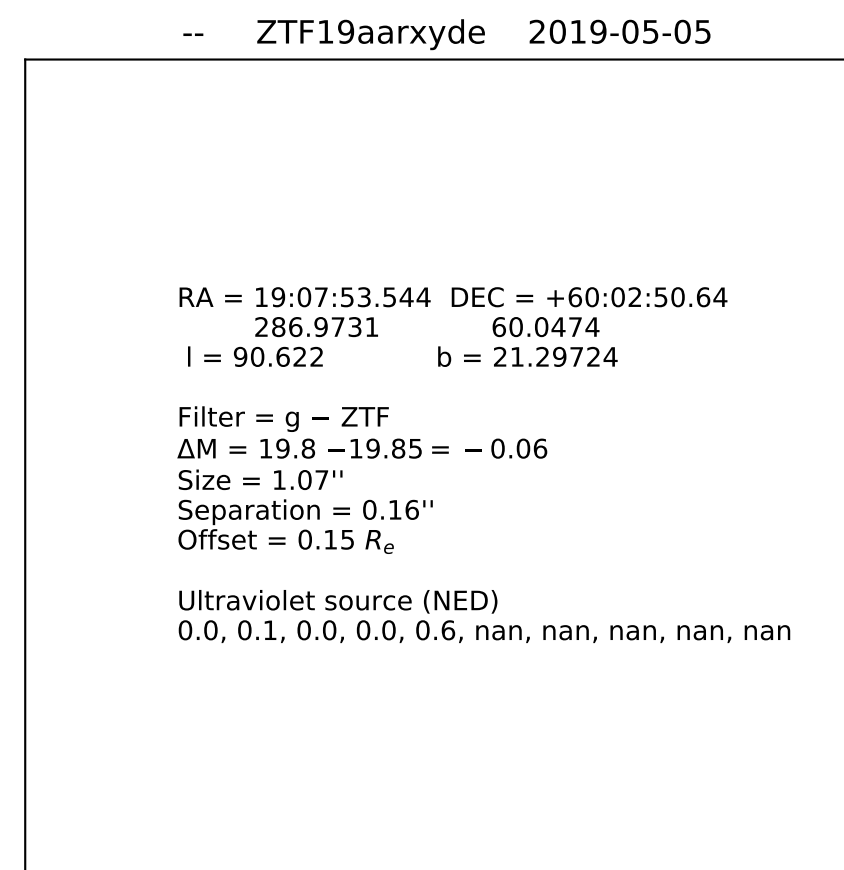 -- ZTF19aarxyde 2019-05-05
RA = 19:07:53.544 DEC = +60:02:50.64
286.9731 60.0474
l = 90.622 b = 21.29724
Filter = g − ZTF
ΔM = 19.8 −19.85 = − 0.06
Size = 1.07''
Separation = 0.16''
Offset = 0.15 Re
Ultraviolet source (NED)
0.0, 0.1, 0.0, 0.0, 0.6, nan, nan, nan, nan, nan